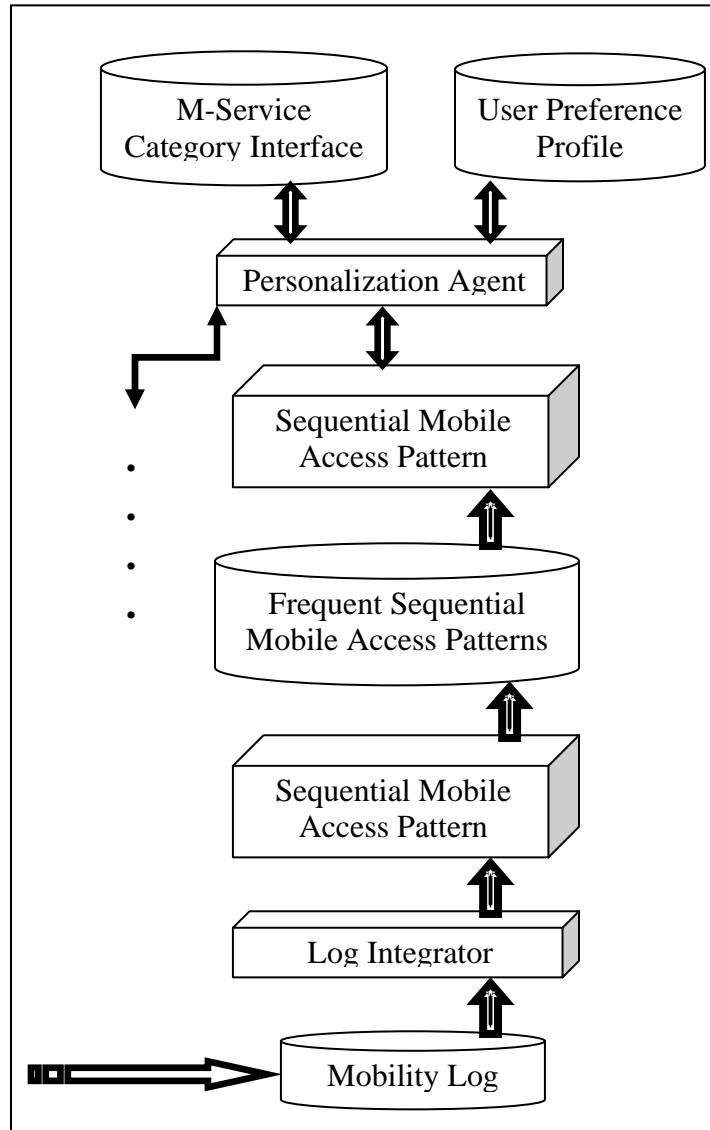 M-Service
Category Interface
User Preference
Profile
Personalization Agent
Sequential Mobile
Access Pattern
Frequent Sequential
Mobile Access Patterns
Sequential Mobile
Access Pattern
Log Integrator
Mobility Log